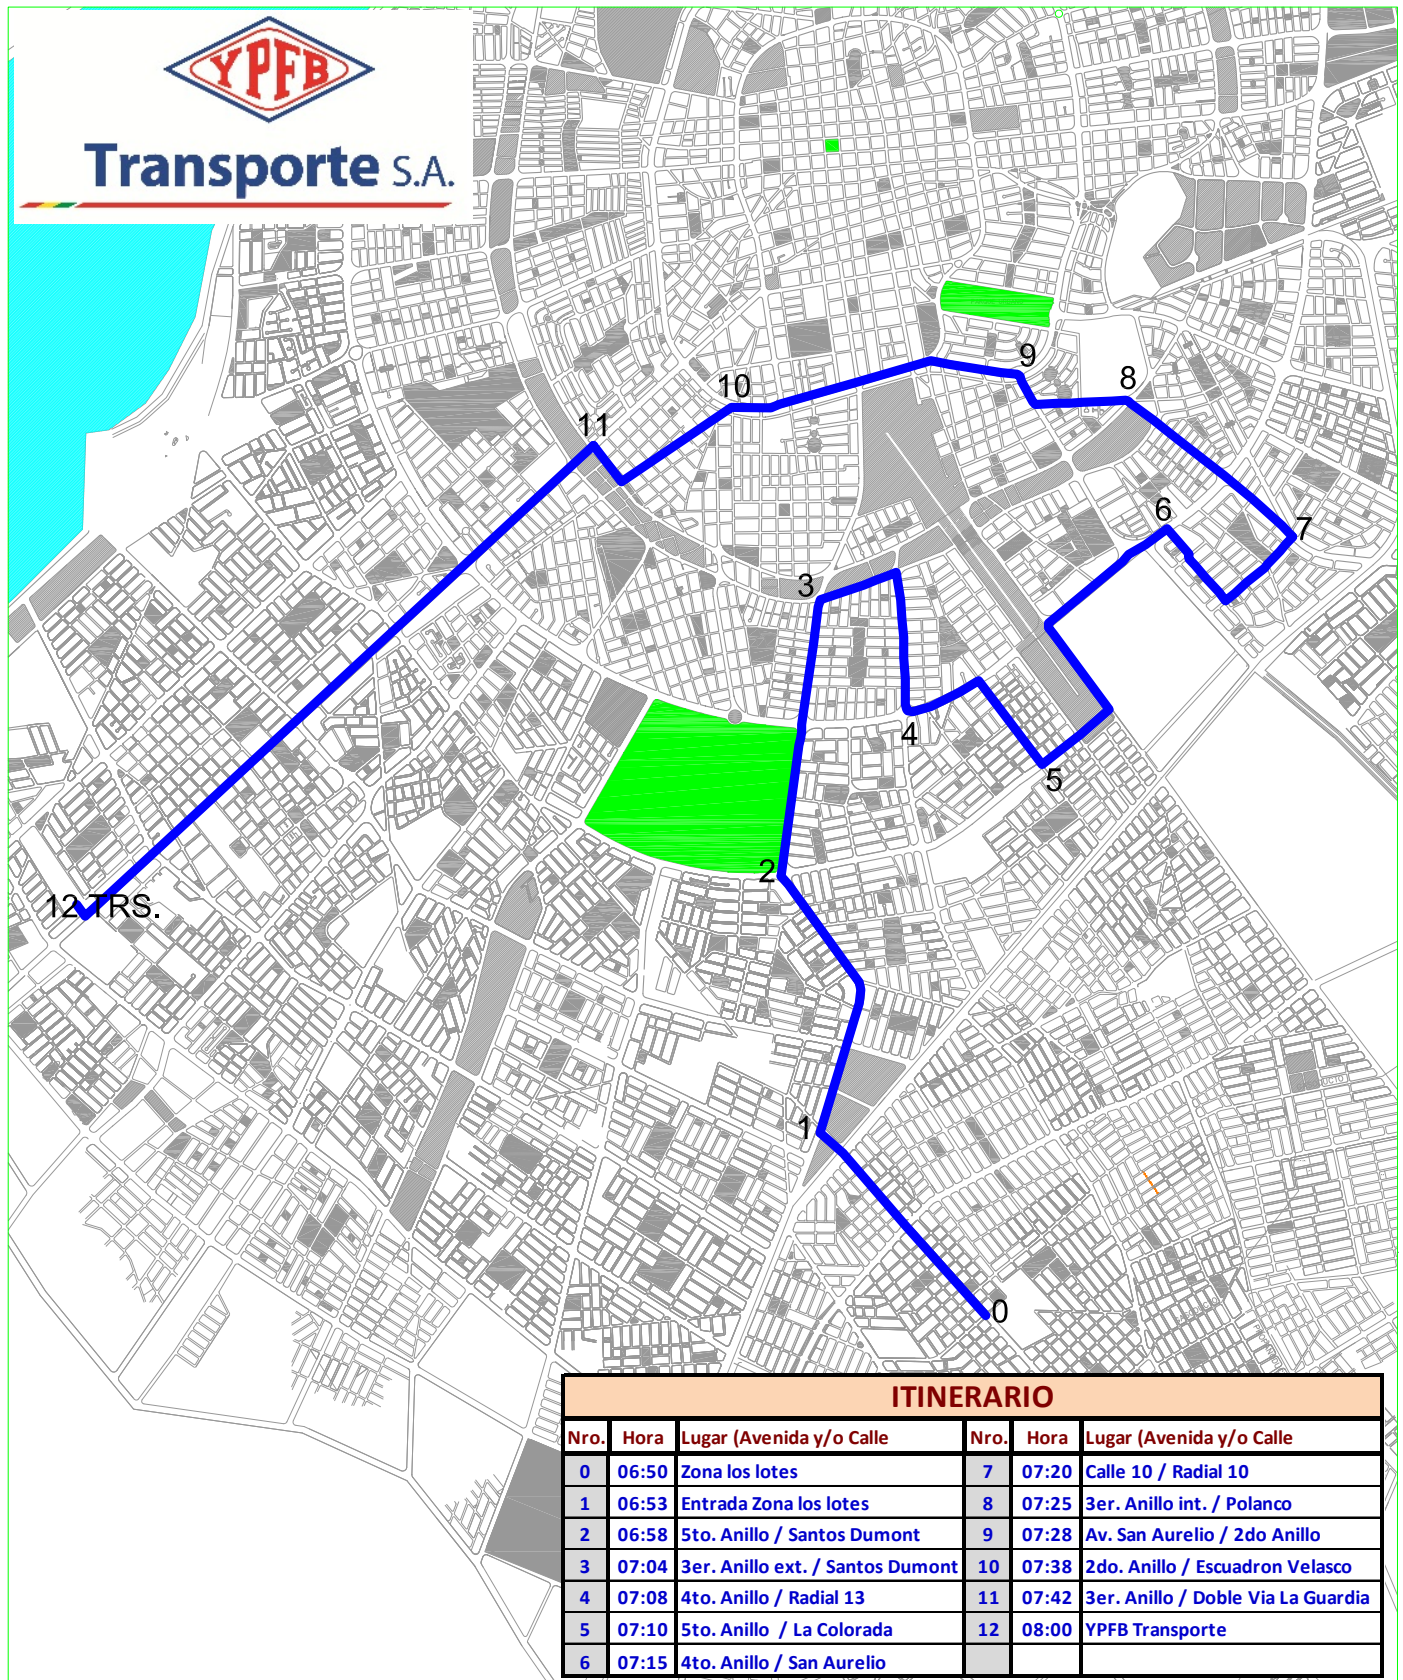 YPFB
Transporte S.A.
9
8
10
11
6
7
3
4
5
2
12 TRS.
1
0
ITINERARIO
Nro. Hora Lugar (Avenida y/o Calle Nro. Hora Lugar (Avenida y/o Calle
0 06:50 Zona los lotes 7 07:20 Calle 10 / Radial 10
1 06:53 Entrada Zona los lotes 8 07:25 3er. Anillo int. / Polanco
2 06:58 5to. Anillo / Santos Dumont 9 07:28 Av. San Aurelio / 2do Anillo
3 07:04 3er. Anillo ext. / Santos Dumont 10 07:38 2do. Anillo / Escuadron Velasco
4 07:08 4to. Anillo / Radial 13 11 07:42 3er. Anillo / Doble Via La Guardia
5 07:10 5to. Anillo / La Colorada 12 08:00 YPFB Transporte
6 07:15 4to. Anillo / San Aurelio